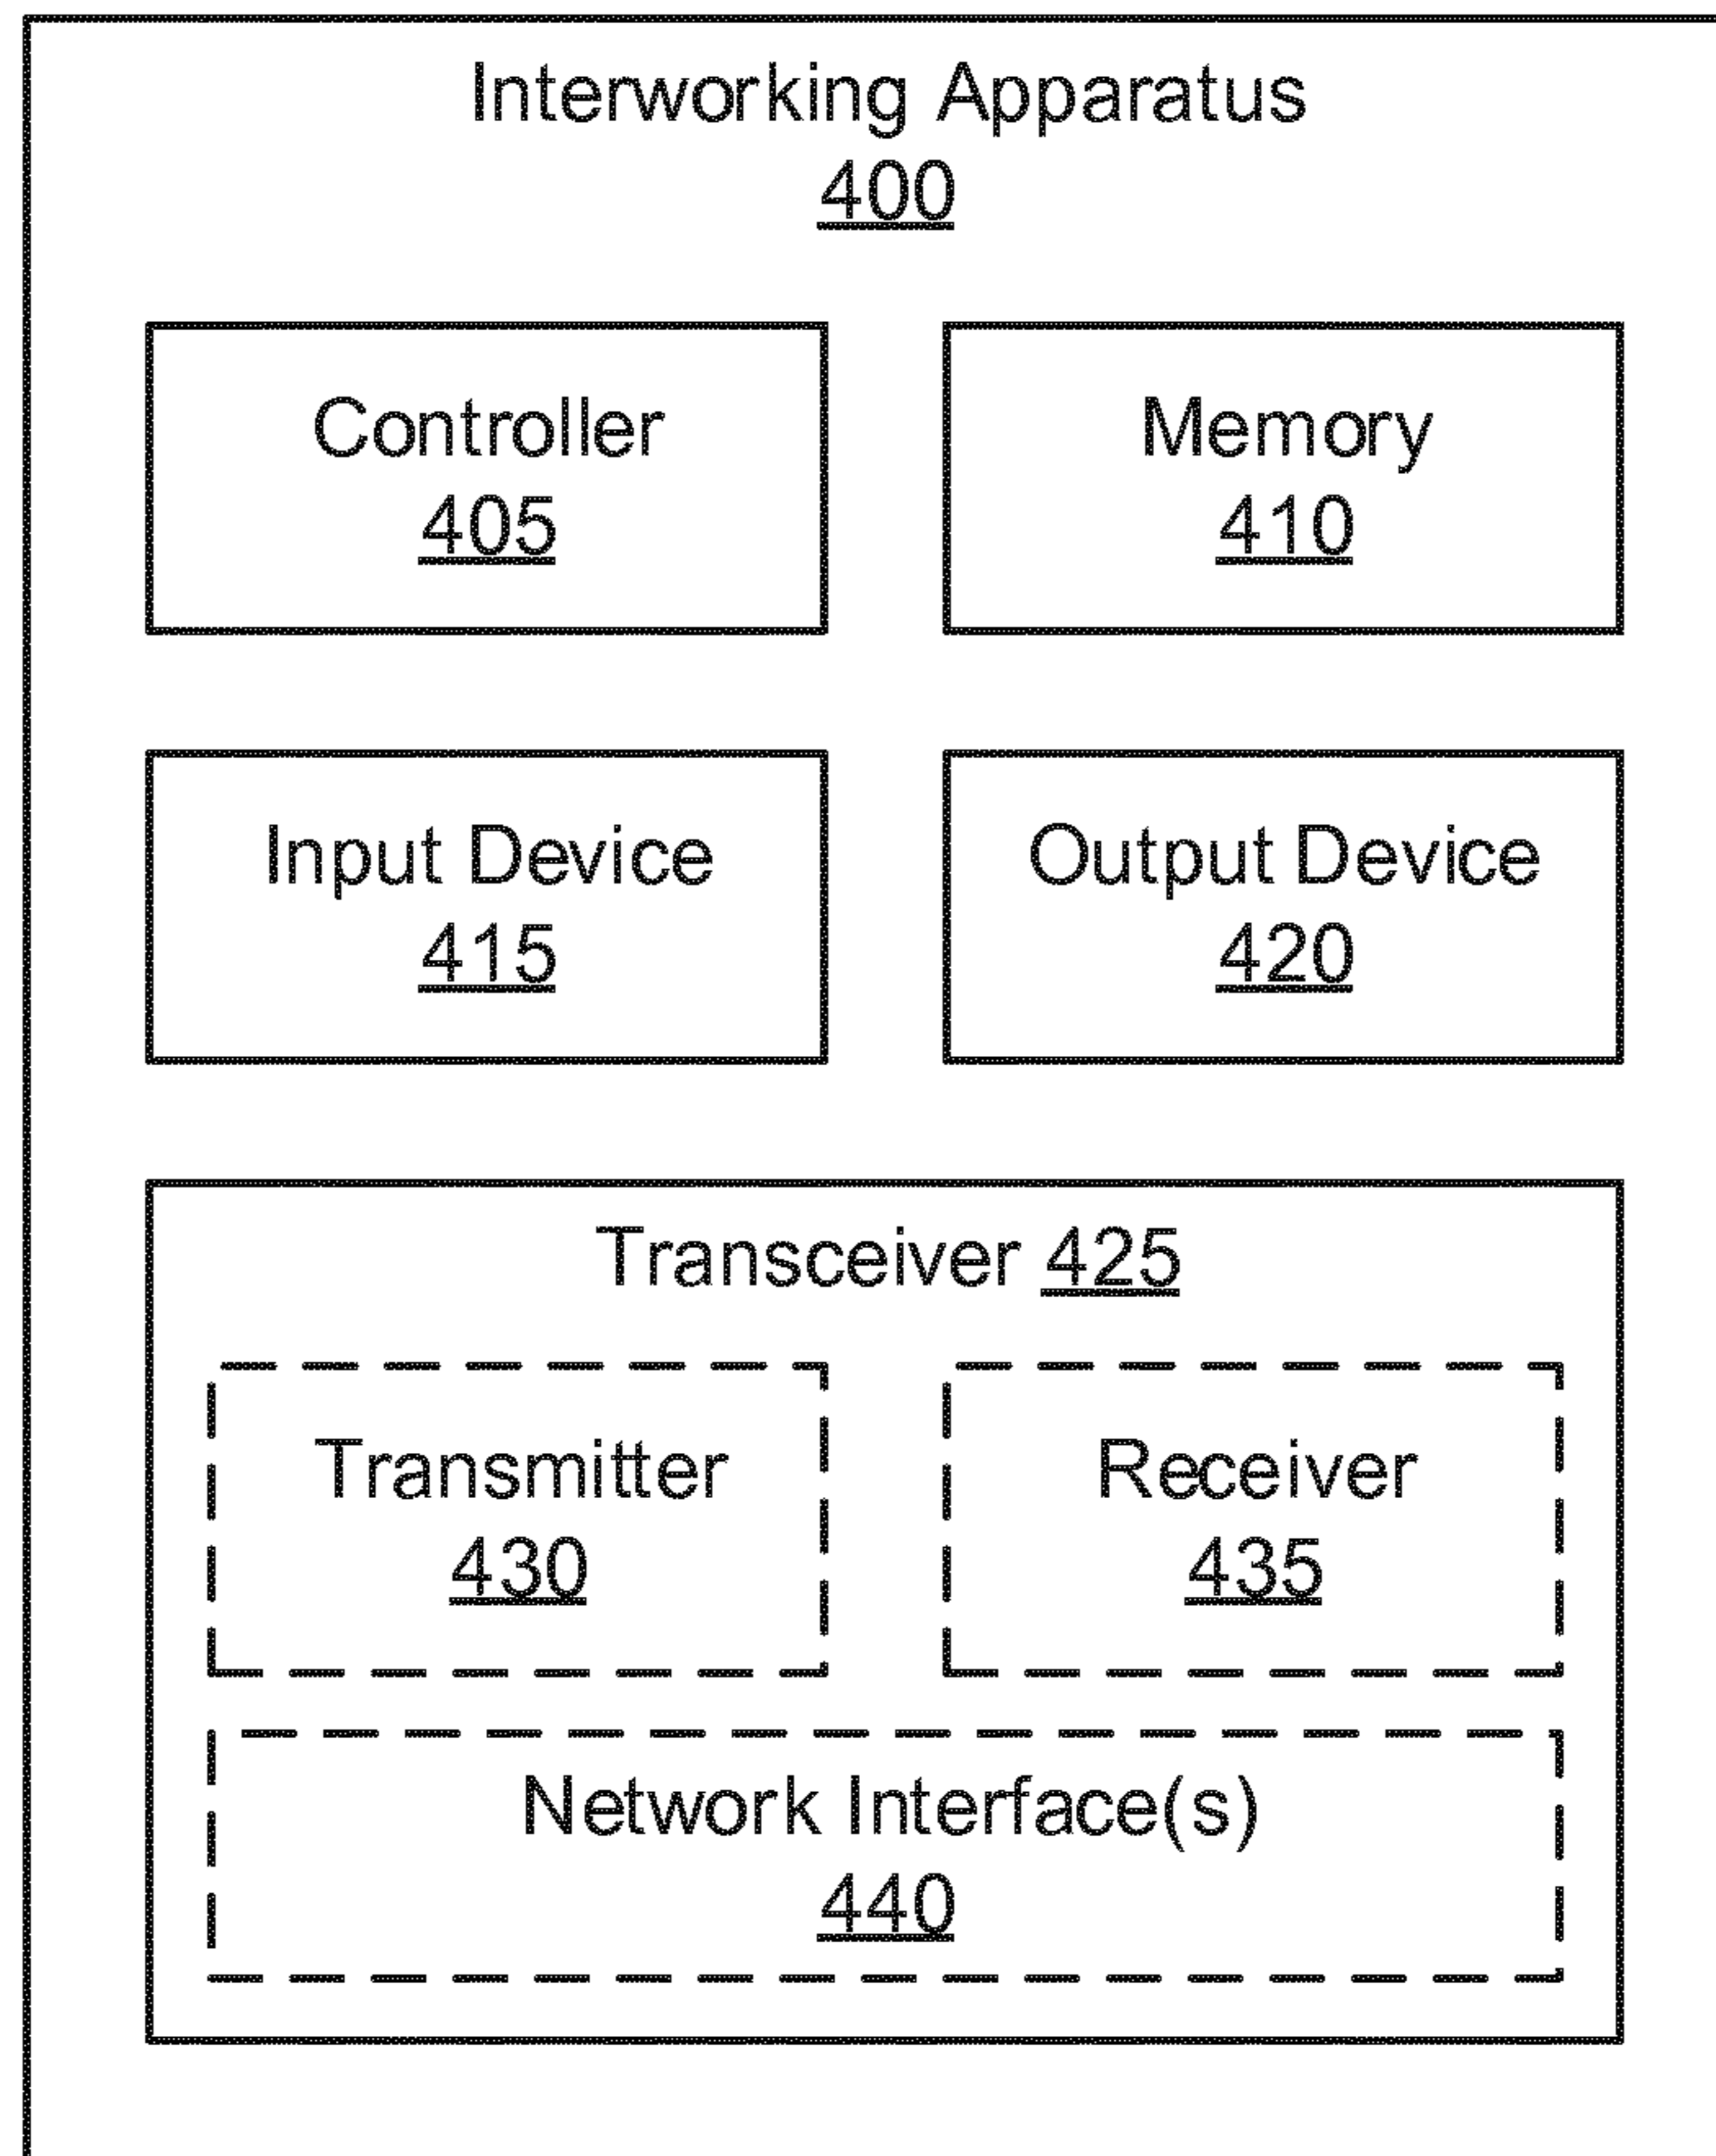 Interworking Apparatus
400
Controller
405
Memory
410
Input Device
415
Output Device
420
Transceiver 425
Transmitter
430
Receiver
435
Network Interface(s)
440